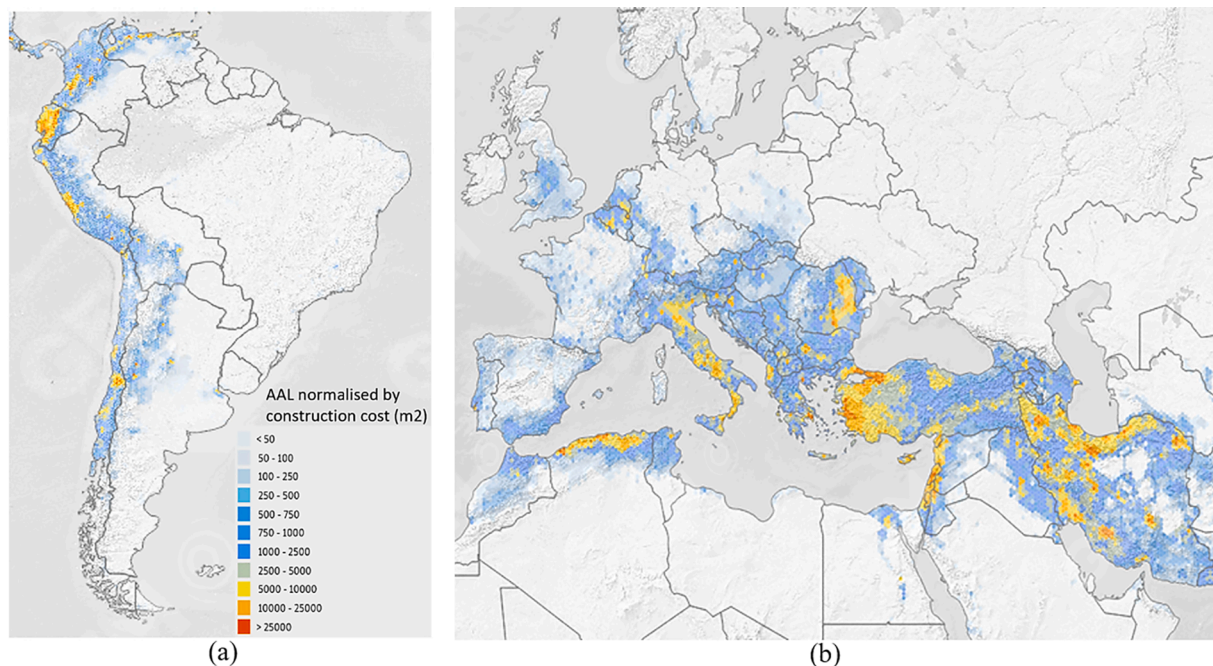 AAL normalised by
construction cost (m2)
< 50
50 - 100
100 - 250
250 - 500
500 - 750
750 - 1000
1000 - 2500
2500 - 5000
5000 - 10000
10000 - 25000
> 25000
(a)
(b)